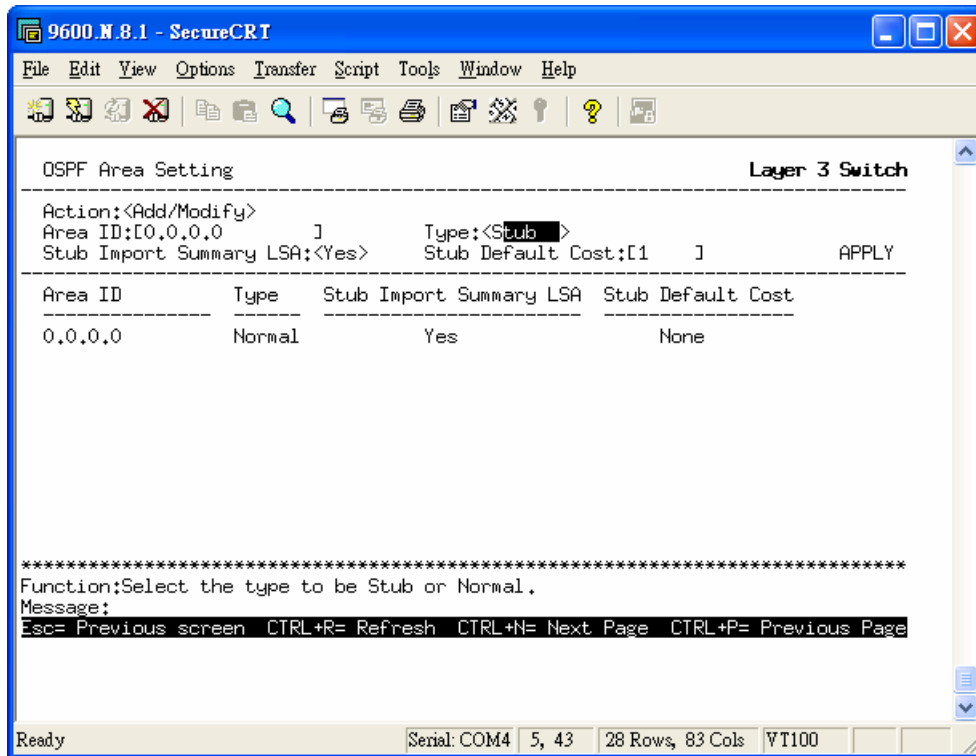 9600.N.8.1 - SecureCRT
File Edit View Options Transfer Script Tools Window Help
OSPF Area Setting Layer 3 Switch
Action:<Add/Modify>
Area ID:[0.0.0.0 ] Type:<Stub >
Stub Import Summary LSA:<Yes> Stub Default Cost:[1 ] APPLY
Area ID Type Stub Import Summary LSA Stub Default Cost
0.0.0.0 Normal Yes None
*******************************************************************************
Function:Select the type to be Stub or Normal.
Message:
Esc= Previous screen CTRL+R= Refresh CTRL+N= Next Page CTRL+P= Previous Page
Ready Serial: COM4 5, 43 28 Rows, 83 Cols VT100